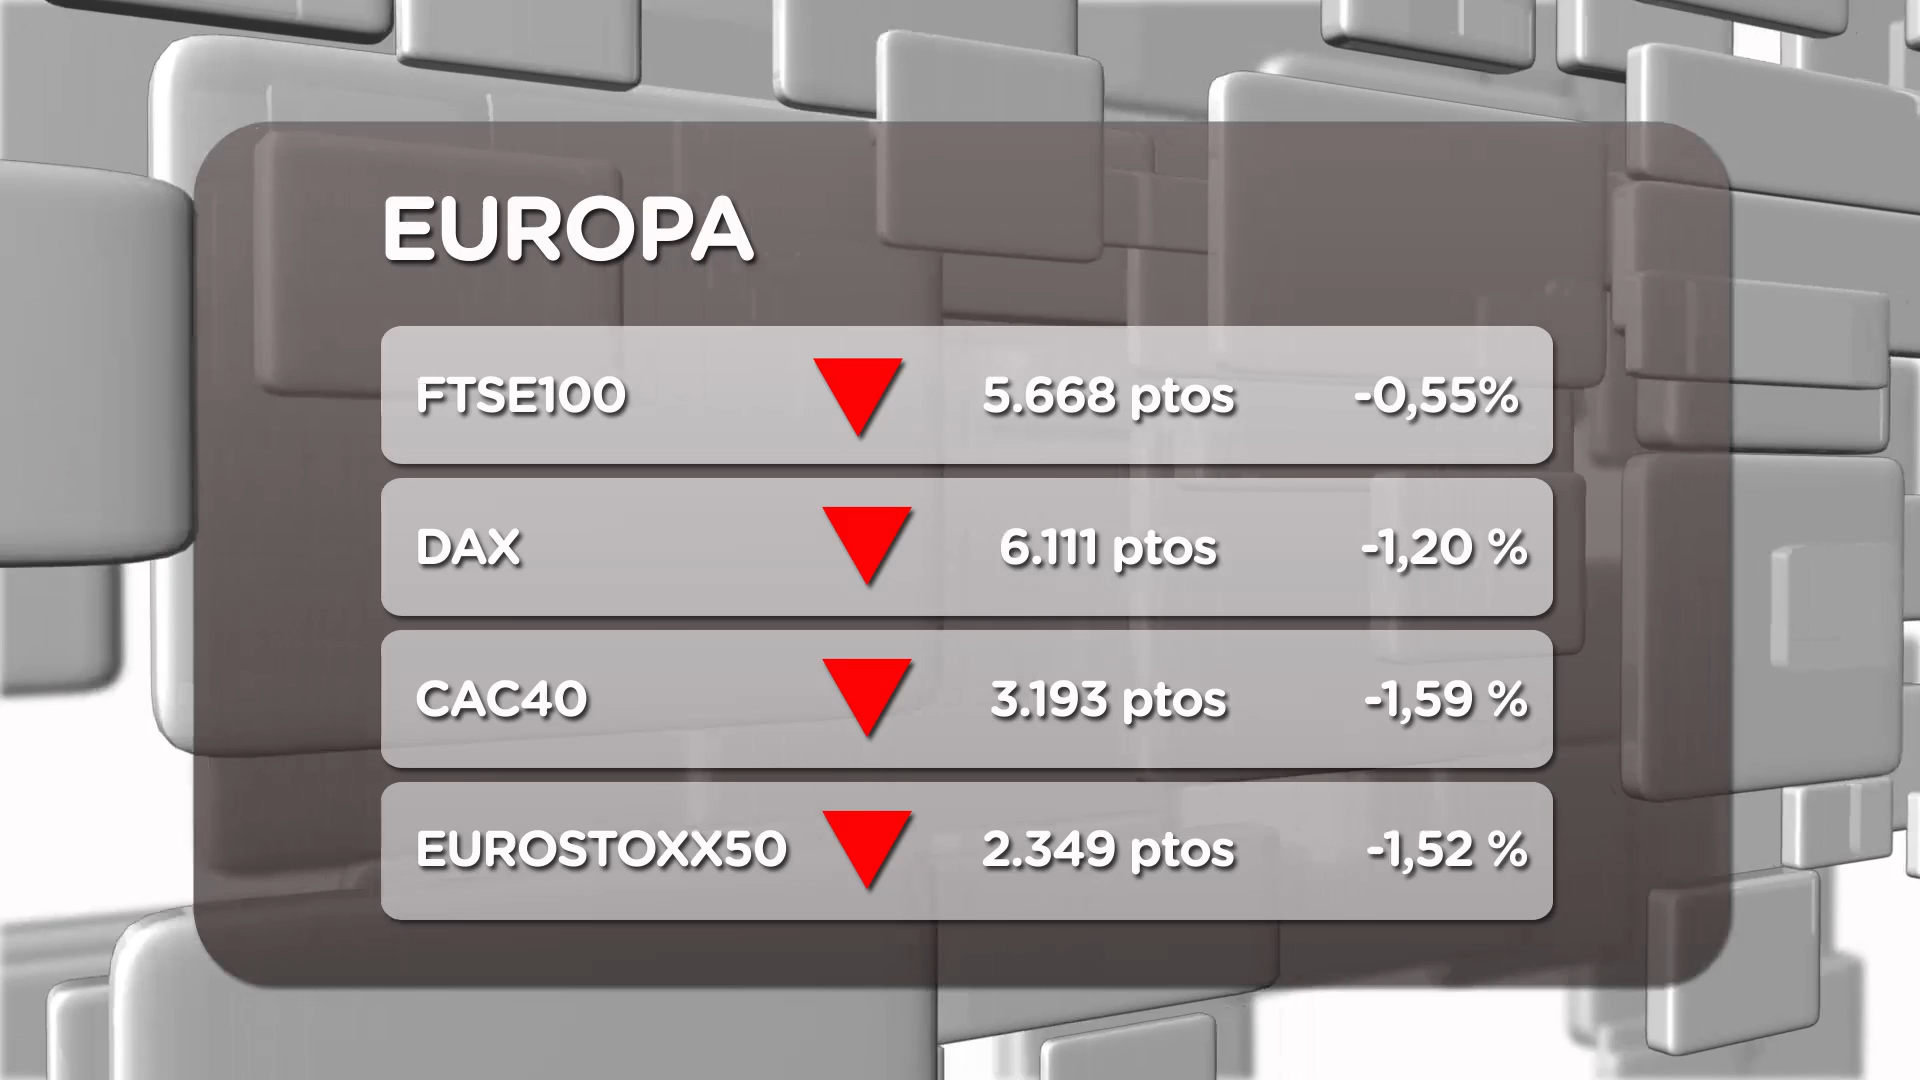 EUROPA
FTSE100 5.668 ptos -0,55%
DAX 6.111 ptos -1,20 %
CAC40 3.193 ptos -1,59 %
EUROSTOXX50 2.349 ptos -1,52 %